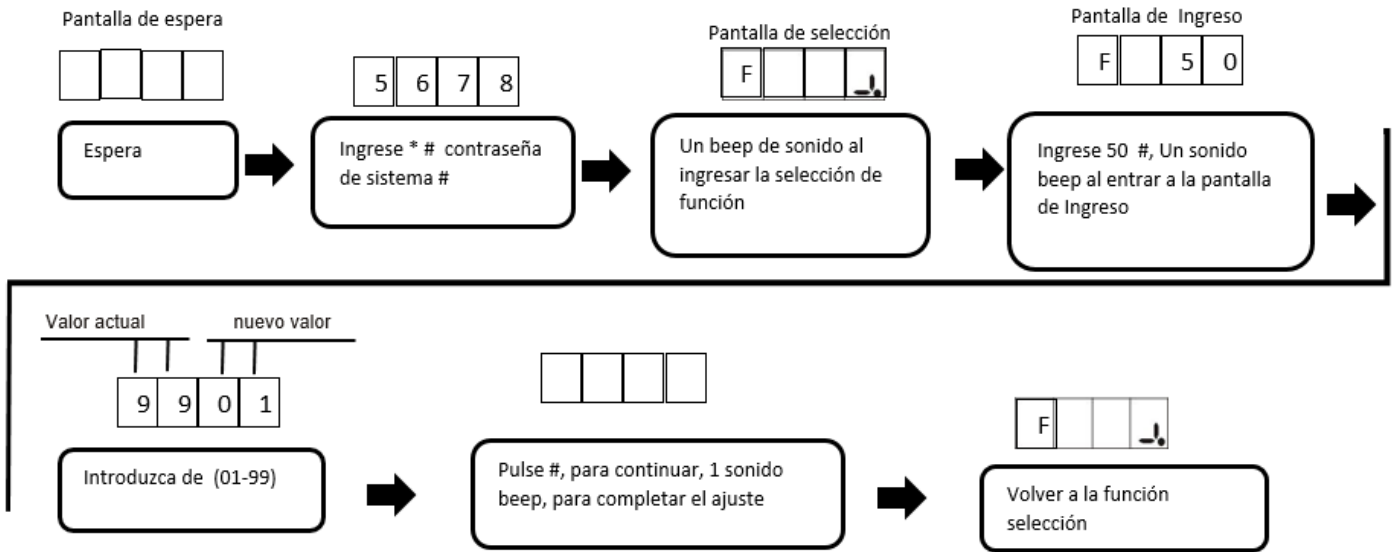 Pantalla de espera
5 6 7 8
Pantalla de selección
F
Pantalla de Ingreso
F 5 0
Espera
Ingrese * # contraseña
de sistema #
Un beep de sonido al
ingresar la selección de
función
Ingrese 50 #, Un sonido
beep al entrar a la pantalla
de Ingreso
Valor actual nuevo valor
9 9 0 1
Introduzca de (01-99)
Pulse #, para continuar, 1 sonido
beep, para completar el ajuste
F
Volver a la función
selección